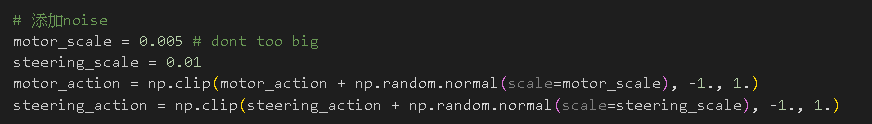 # 添加noise
motor_scale = 0.005 # dont too big
steering_scale = 0.01
motor_action = np.clip(motor_action + np.random.normal(scale=motor_scale), -1., 1.)
steering_action = np.clip(steering_action + np.random.normal(scale=steering_scale), -1., 1.)